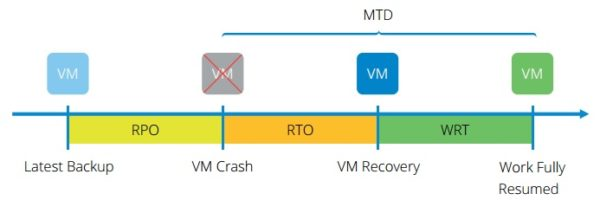 MTD
VM VM VM VM
RPO RTO WRT
Latest Backup VM Crash VM Recovery Work Fully
Resumed